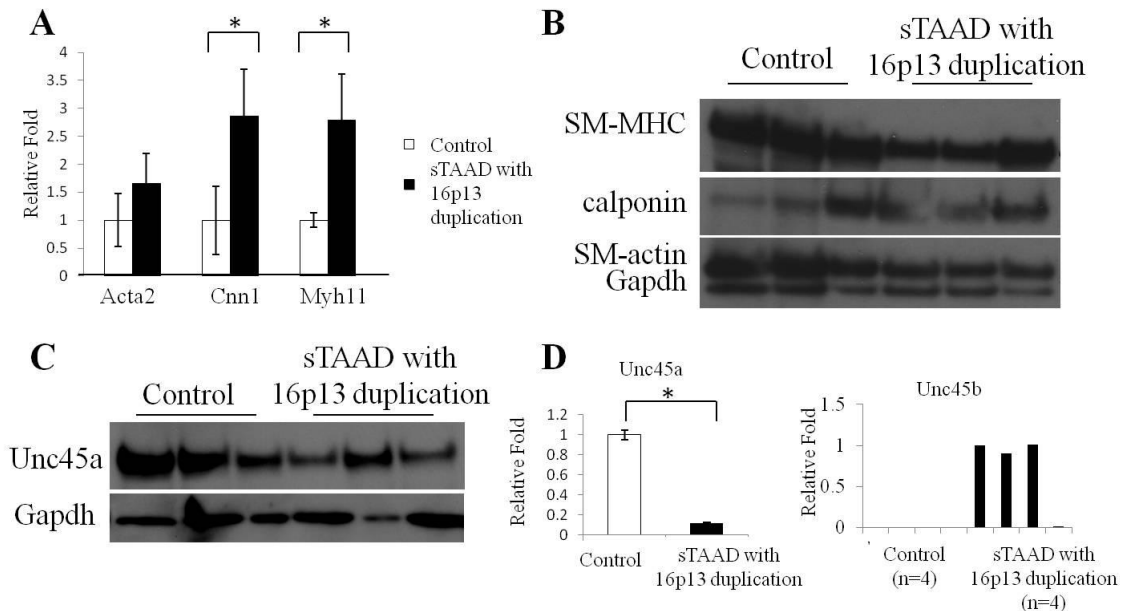 A
*
*
4
3.5
3
2.5
2
1.5
1
0.5
0
Relative Fold
Acta2
Cnn1
Myh11
Control
sTAAD with
16p13
duplication
B
Control
sTAAD with
16p13 duplication
SM-MHC
calponin
SM-actin
Gapdh
C
Control
sTAAD with
16p13 duplication
Unc45a
Gapdh
D
Unc45a
*
1.2
1
0.8
0.6
0.4
0.2
0
Relative Fold
Control
sTAAD with
16p13 duplication
Unc45b
1.5
1
0.5
0
Relative Fold
Control
(n=4)
sTAAD with
16p13 duplication
(n=4)